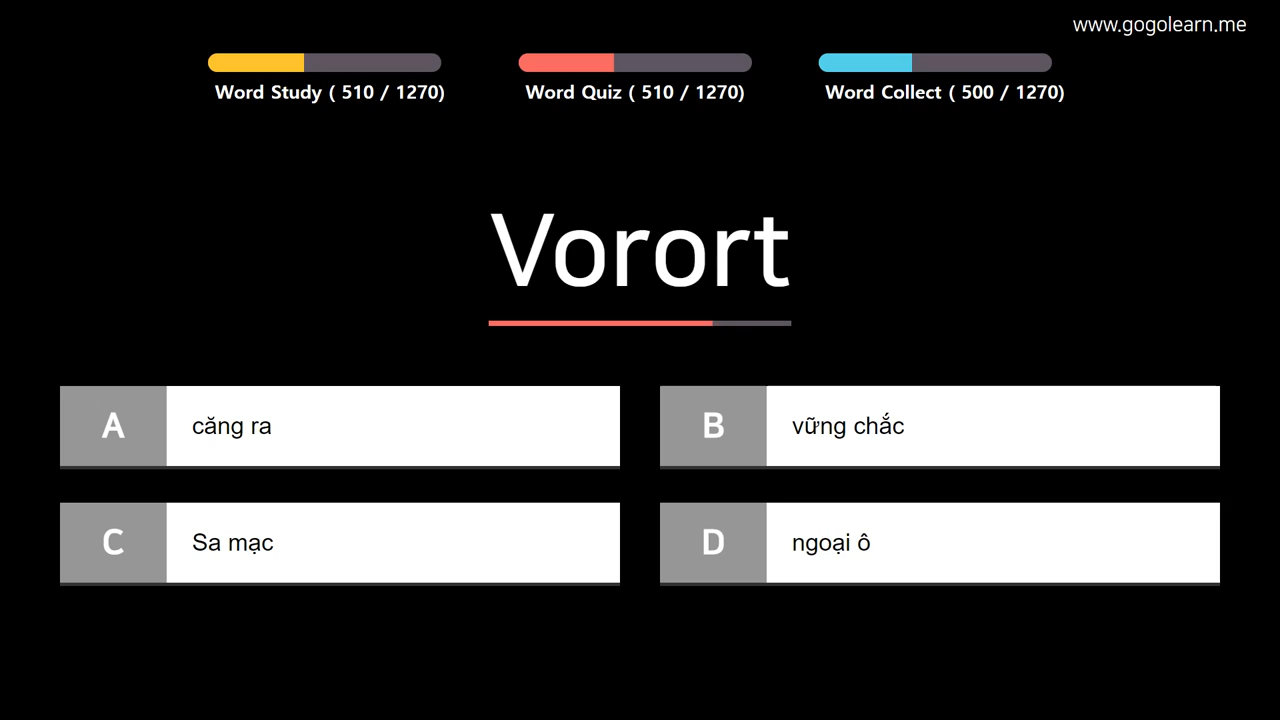 www.gogolearn.me
Word Study ( 510 / 1270)
Word Quiz ( 510 / 1270)
Word Collect ( 500 / 1270)
Vorort
A căng ra
B vững chắc
C Sa mạc
D ngoại ô